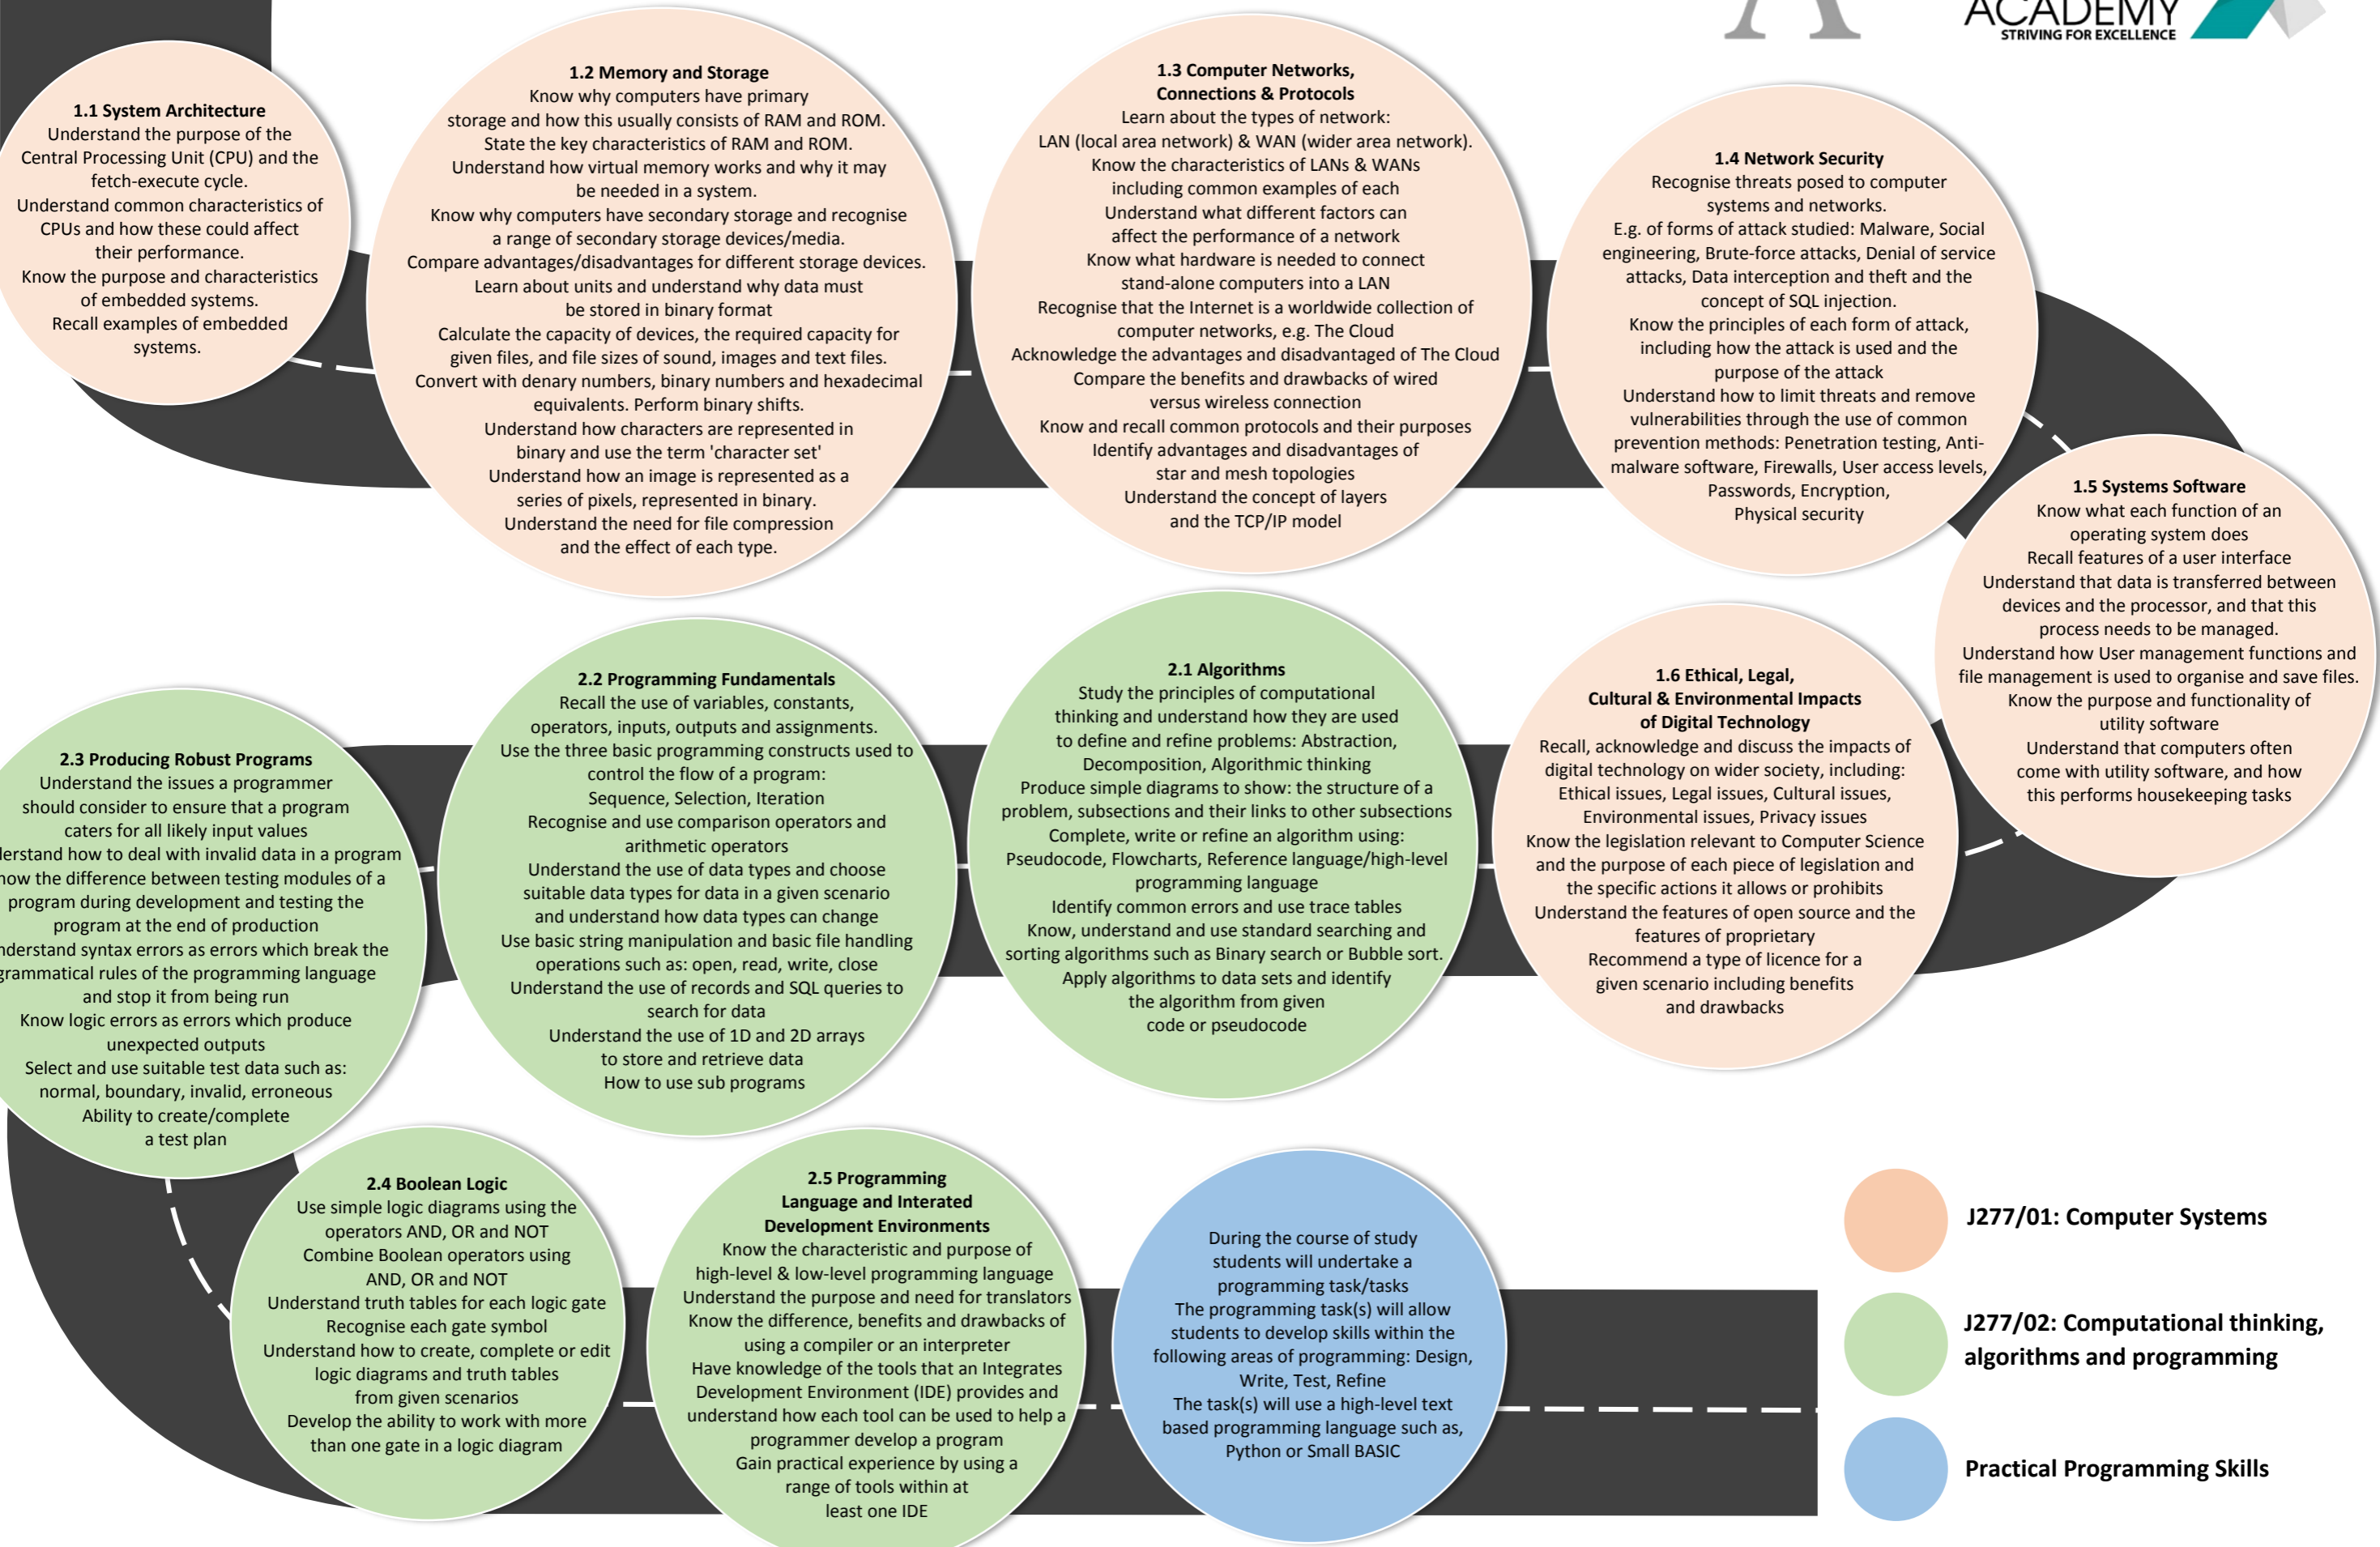 ACADEMY
STRIVING FOR EXCELLENCE
1.1 System Architecture
Understand the purpose of the
Central Processing Unit (CPU) and the
fetch-execute cycle.
Understand common characteristics of
CPUs and how these could affect
their performance.
Know the purpose and characteristics
of embedded systems.
Recall examples of embedded
systems.
1.2 Memory and Storage
Know why computers have primary
storage and how this usually consists of RAM and ROM.
State the key characteristics of RAM and ROM.
Understand how virtual memory works and why it may
be needed in a system.
Know why computers have secondary storage and recognise
a range of secondary storage devices/media.
Compare advantages/disadvantages for different storage devices.
Learn about units and understand why data must
be stored in binary format
Calculate the capacity of devices, the required capacity for
given files, and file sizes of sound, images and text files.
Convert with denary numbers, binary numbers and hexadecimal
equivalents. Perform binary shifts.
Understand how characters are represented in
binary and use the term 'character set'
Understand how an image is represented as a
series of pixels, represented in binary.
Understand the need for file compression
and the effect of each type.
1.3 Computer Networks,
Connections & Protocols
Learn about the types of network:
LAN (local area network) & WAN (wider area network).
Know the characteristics of LANs & WANs
including common examples of each
Understand what different factors can
affect the performance of a network
Know what hardware is needed to connect
stand-alone computers into a LAN
Recognise that the Internet is a worldwide collection of
computer networks, e.g. The Cloud
Acknowledge the advantages and disadvantaged of The Cloud
Compare the benefits and drawbacks of wired
versus wireless connection
Know and recall common protocols and their purposes
Identify advantages and disadvantages of
star and mesh topologies
Understand the concept of layers
and the TCP/IP model
1.4 Network Security
Recognise threats posed to computer
systems and networks.
E.g. of forms of attack studied: Malware, Social
engineering, Brute-force attacks, Denial of service
attacks, Data interception and theft and the
concept of SQL injection.
Know the principles of each form of attack,
including how the attack is used and the
purpose of the attack
Understand how to limit threats and remove
vulnerabilities through the use of common
prevention methods: Penetration testing, Anti-
malware software, Firewalls, User access levels,
Passwords, Encryption,
Physical security
1.5 Systems Software
Know what each function of an
operating system does
Recall features of a user interface
Understand that data is transferred between
devices and the processor, and that this
process needs to be managed.
Understand how User management functions and
file management is used to organise and save files.
Know the purpose and functionality of
utility software
Understand that computers often
come with utility software, and how
this performs housekeeping tasks
1.6 Ethical, Legal,
Cultural & Environmental Impacts
of Digital Technology
Recall, acknowledge and discuss the impacts of
digital technology on wider society, including:
Ethical issues, Legal issues, Cultural issues,
Environmental issues, Privacy issues
Know the legislation relevant to Computer Science
and the purpose of each piece of legislation and
the specific actions it allows or prohibits
Understand the features of open source and the
features of proprietary
Recommend a type of licence for a
given scenario including benefits
and drawbacks
2.1 Algorithms
Study the principles of computational
thinking and understand how they are used
to define and refine problems: Abstraction,
Decomposition, Algorithmic thinking
Produce simple diagrams to show: the structure of a
problem, subsections and their links to other subsections
Complete, write or refine an algorithm using:
Pseudocode, Flowcharts, Reference language/high-level
programming language
Identify common errors and use trace tables
Know, understand and use standard searching and
sorting algorithms such as Binary search or Bubble sort.
Apply algorithms to data sets and identify
the algorithm from given
code or pseudocode
2.2 Programming Fundamentals
Recall the use of variables, constants,
operators, inputs, outputs and assignments.
Use the three basic programming constructs used to
control the flow of a program:
Sequence, Selection, Iteration
Recognise and use comparison operators and
arithmetic operators
Understand the use of data types and choose
suitable data types for data in a given scenario
and understand how data types can change
Use basic string manipulation and basic file handling
operations such as: open, read, write, close
Understand the use of records and SQL queries to
search for data
Understand the use of 1D and 2D arrays
to store and retrieve data
How to use sub programs
2.3 Producing Robust Programs
Understand the issues a programmer
should consider to ensure that a program
caters for all likely input values
how to deal with invalid data in a program
the difference between testing modules of a
program during development and testing the
program at the end of production
syntax errors as errors which break the
grammatical rules of the programming language
and stop it from being run
Know logic errors as errors which produce
unexpected outputs
Select and use suitable test data such as:
normal, boundary, invalid, erroneous
Ability to create/complete
a test plan
2.4 Boolean Logic
Use simple logic diagrams using the
operators AND, OR and NOT
Combine Boolean operators using
AND, OR and NOT
Understand truth tables for each logic gate
Recognise each gate symbol
Understand how to create, complete or edit
logic diagrams and truth tables
from given scenarios
Develop the ability to work with more
than one gate in a logic diagram
2.5 Programming
Language and Interated
Development Environments
Know the characteristic and purpose of
high-level & low-level programming language
Understand the purpose and need for translators
Know the difference, benefits and drawbacks of
using a compiler or an interpreter
Have knowledge of the tools that an Integrates
Development Environment (IDE) provides and
understand how each tool can be used to help a
programmer develop a program
Gain practical experience by using a
range of tools within at
least one IDE
During the course of study
students will undertake a
programming task/tasks
The programming task(s) will allow
students to develop skills within the
following areas of programming: Design,
Write, Test, Refine
The task(s) will use a high-level text
based programming language such as,
Python or Small BASIC
J277/01: Computer Systems
J277/02: Computational thinking,
algorithms and programming
Practical Programming Skills